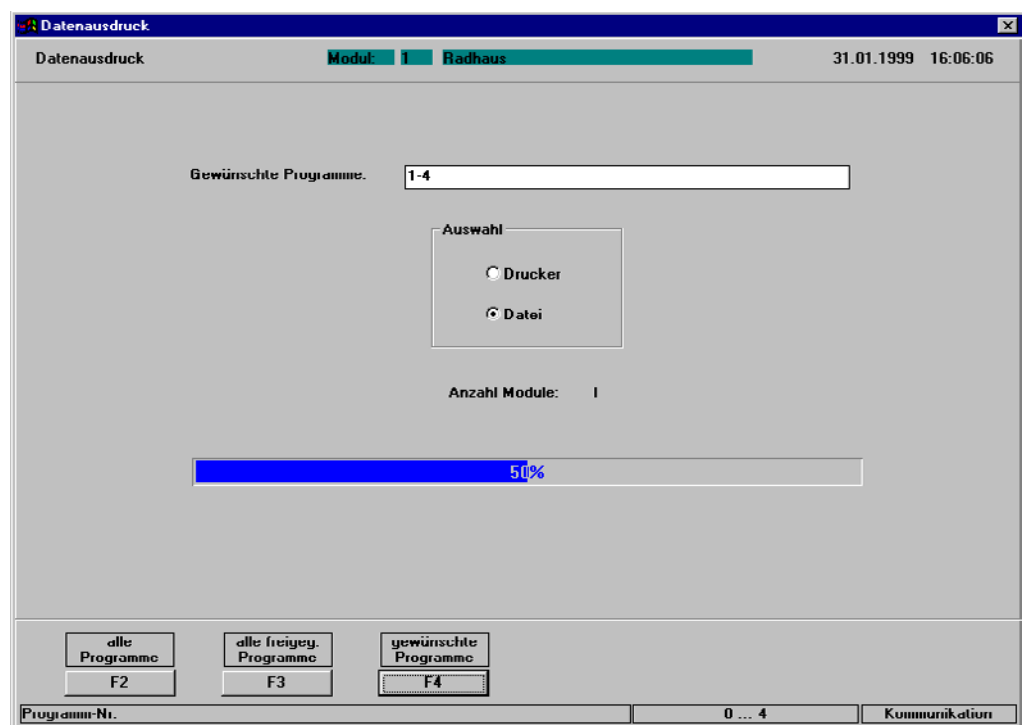 Datenausdruck
Datenausdruck Modul: 1 Radhaus 31.01.1999 16:06:06
Gewünschte Programme. 1-4
Auswahl
Drucker
Datei
Anzahl Module: 1
50%
alle
Programme
F2
alle freigeg.
Programme
F3
gewünschte
Programme
F4
Programm-Nr. 0 ... 4 Kommunikation